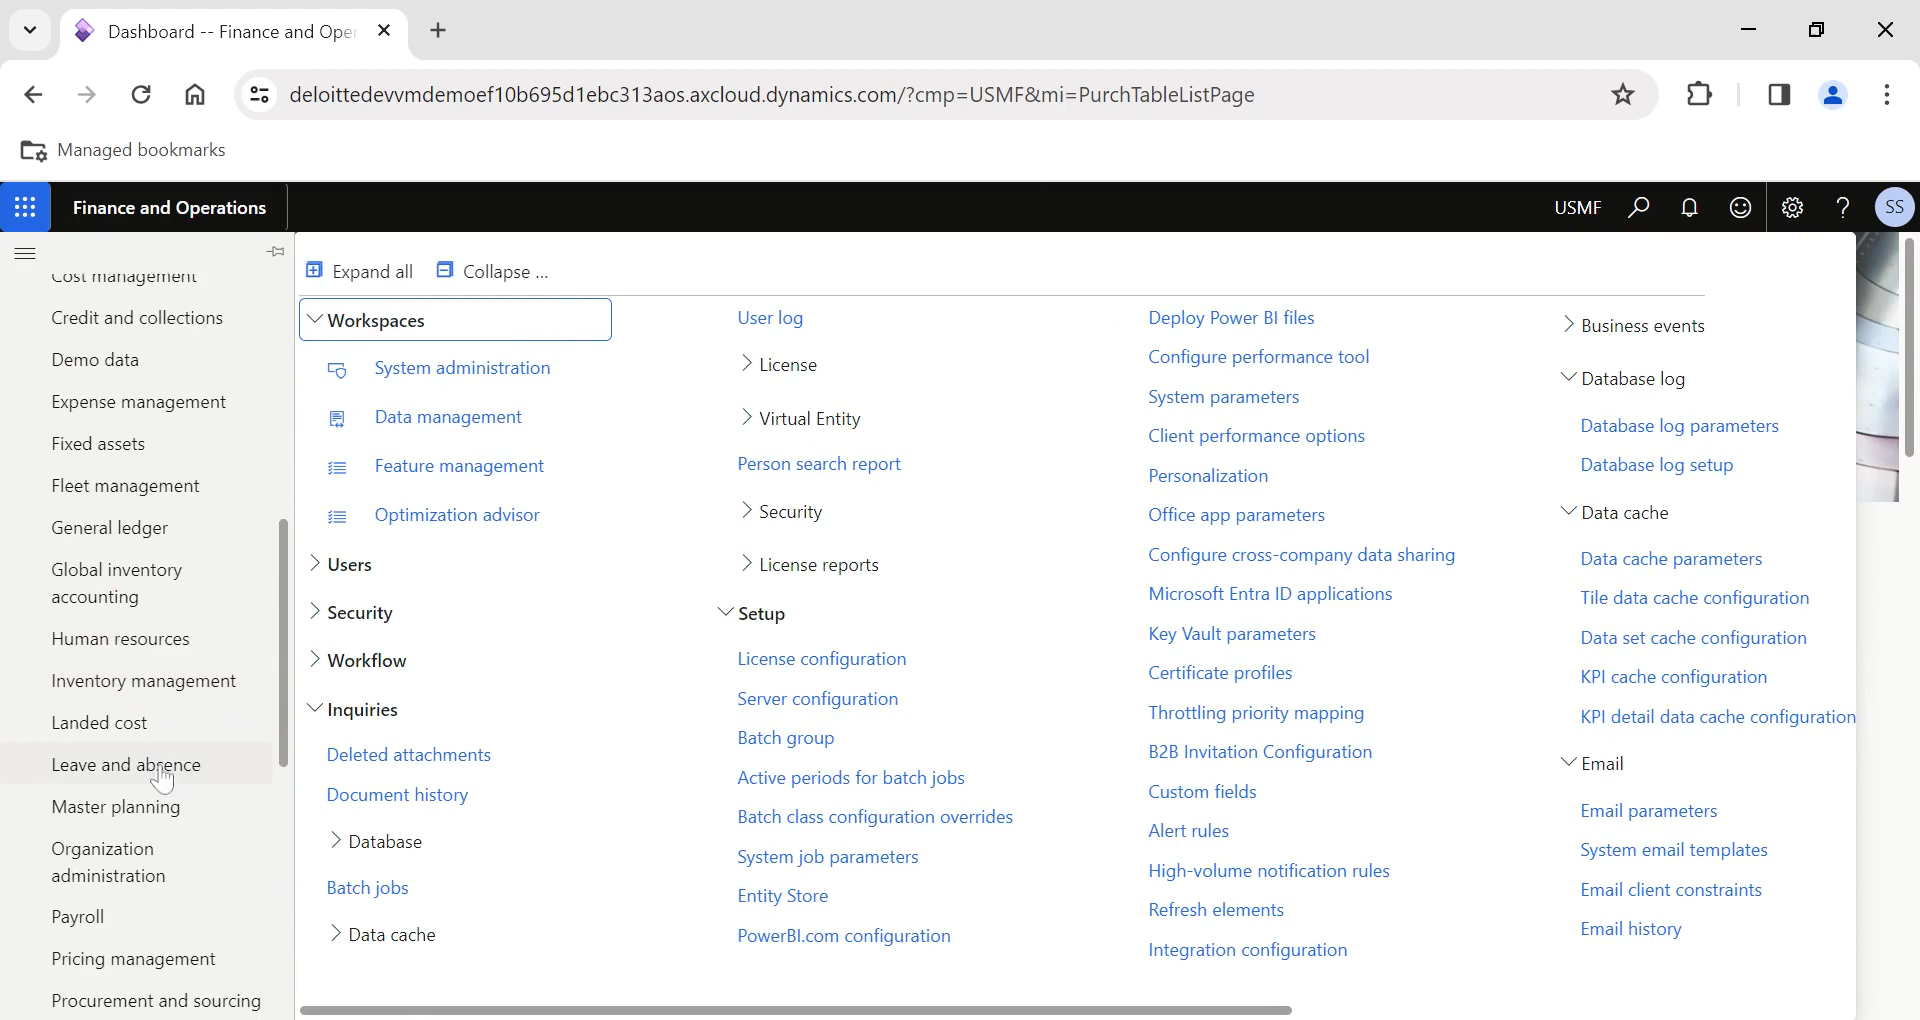 Dashboard -- Finance and Ope
deloittedevvmdemoef10b695d1ebc313aos.axcloud.dynamics.com/?cmp=USMF&mi=PurchTableListPage
Managed bookmarks
Finance and Operations
USMF
SS
Cost management
Credit and collections
Demo data
Expense management
Fixed assets
Fleet management
General ledger
Global inventory
accounting
Human resources
Inventory management
Landed cost
Leave and absence
Master planning
Organization
administration
Payroll
Pricing management
Procurement and sourcing
Expand all
Collapse ...
Workspaces
System administration
Data management
Feature management
Optimization advisor
Users
Security
Workflow
Inquiries
Deleted attachments
Document history
Database
Batch jobs
Data cache
User log
License
Virtual Entity
Person search report
Security
License reports
Setup
License configuration
Server configuration
Batch group
Active periods for batch jobs
Batch class configuration overrides
System job parameters
Entity Store
PowerBI.com configuration
Deploy Power BI files
Configure performance tool
System parameters
Client performance options
Personalization
Office app parameters
Configure cross-company data sharing
Microsoft Entra ID applications
Key Vault parameters
Certificate profiles
Throttling priority mapping
B2B Invitation Configuration
Custom fields
Alert rules
High-volume notification rules
Refresh elements
Integration configuration
Business events
Database log
Database log parameters
Database log setup
Data cache
Data cache parameters
Tile data cache configuration
Data set cache configuration
KPI cache configuration
KPI detail data cache configuration
Email
Email parameters
System email templates
Email client constraints
Email history